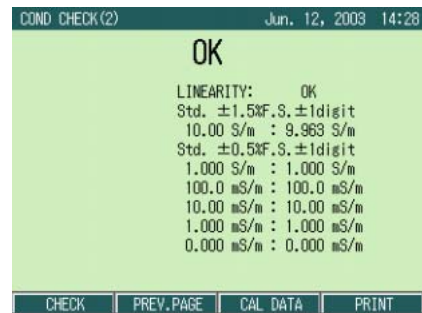 COND CHECK(2) Jun. 12, 2003 14:28
OK
LINEARITY: OK
Std. ±1.5%F.S.±1digit
10.00 S/m : 9.963 S/m
Std. ±0.5%F.S.±1digit
1.000 S/m : 1.000 S/m
100.0 mS/m : 100.0 mS/m
10.00 mS/m : 10.00 mS/m
1.000 mS/m : 1.000 mS/m
0.000 mS/m : 0.000 mS/m
CHECK PREV.PAGE CAL DATA PRINT